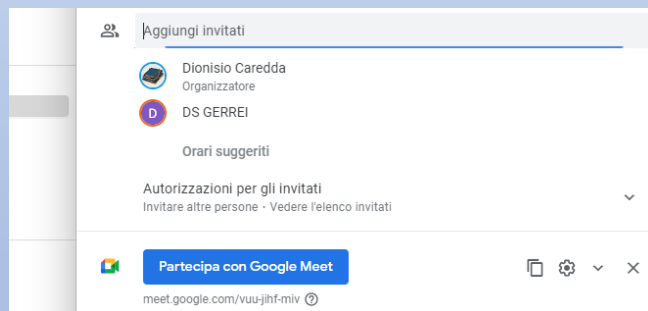 Aggiungi invitati
Dionisio Caredda
Organizzatore
D
DS GERREI
Orari suggeriti
Autorizzazioni per gli invitati
Invitare altre persone · Vedere l'elenco invitati
Partecipa con Google Meet
meet.google.com/vuu-jihf-miv